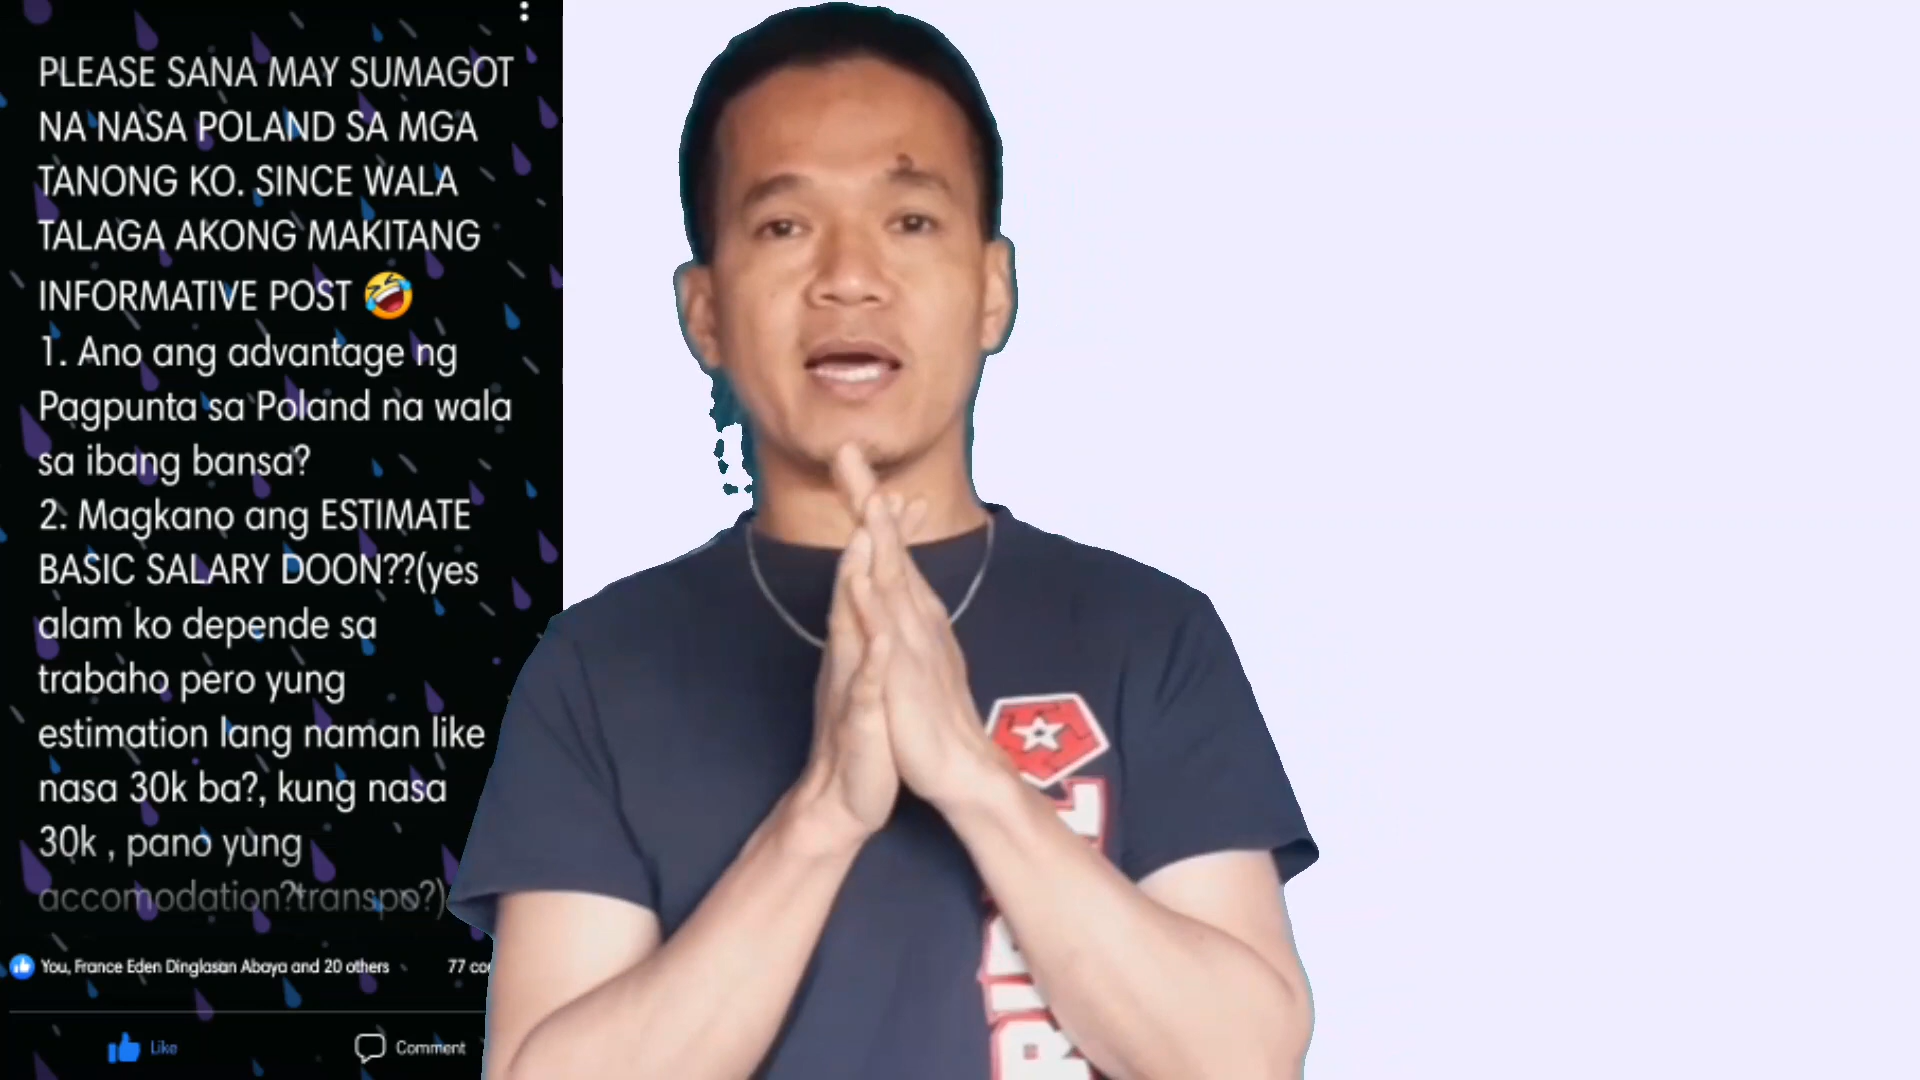 PLEASE SANA MAY SUMAGOT
NA NASA POLAND SA MGA
TANONG KO. SINCE WALA
TALAGA AKONG MAKITANG
INFORMATIVE POST 🤣
1. Ano ang advantage ng
Pagpunta sa Poland na wala
sa ibang bansa?
2. Magkano ang ESTIMATE
BASIC SALARY DOON??(yes
alam ko depende sa
trabaho pero yung
estimation lang naman like
nasa 30k ba?, kung nasa
30k , pano yung
accomodation?transpo?)
You, France Eden Dinglasan Abaya and 20 others
77
Like
Comment